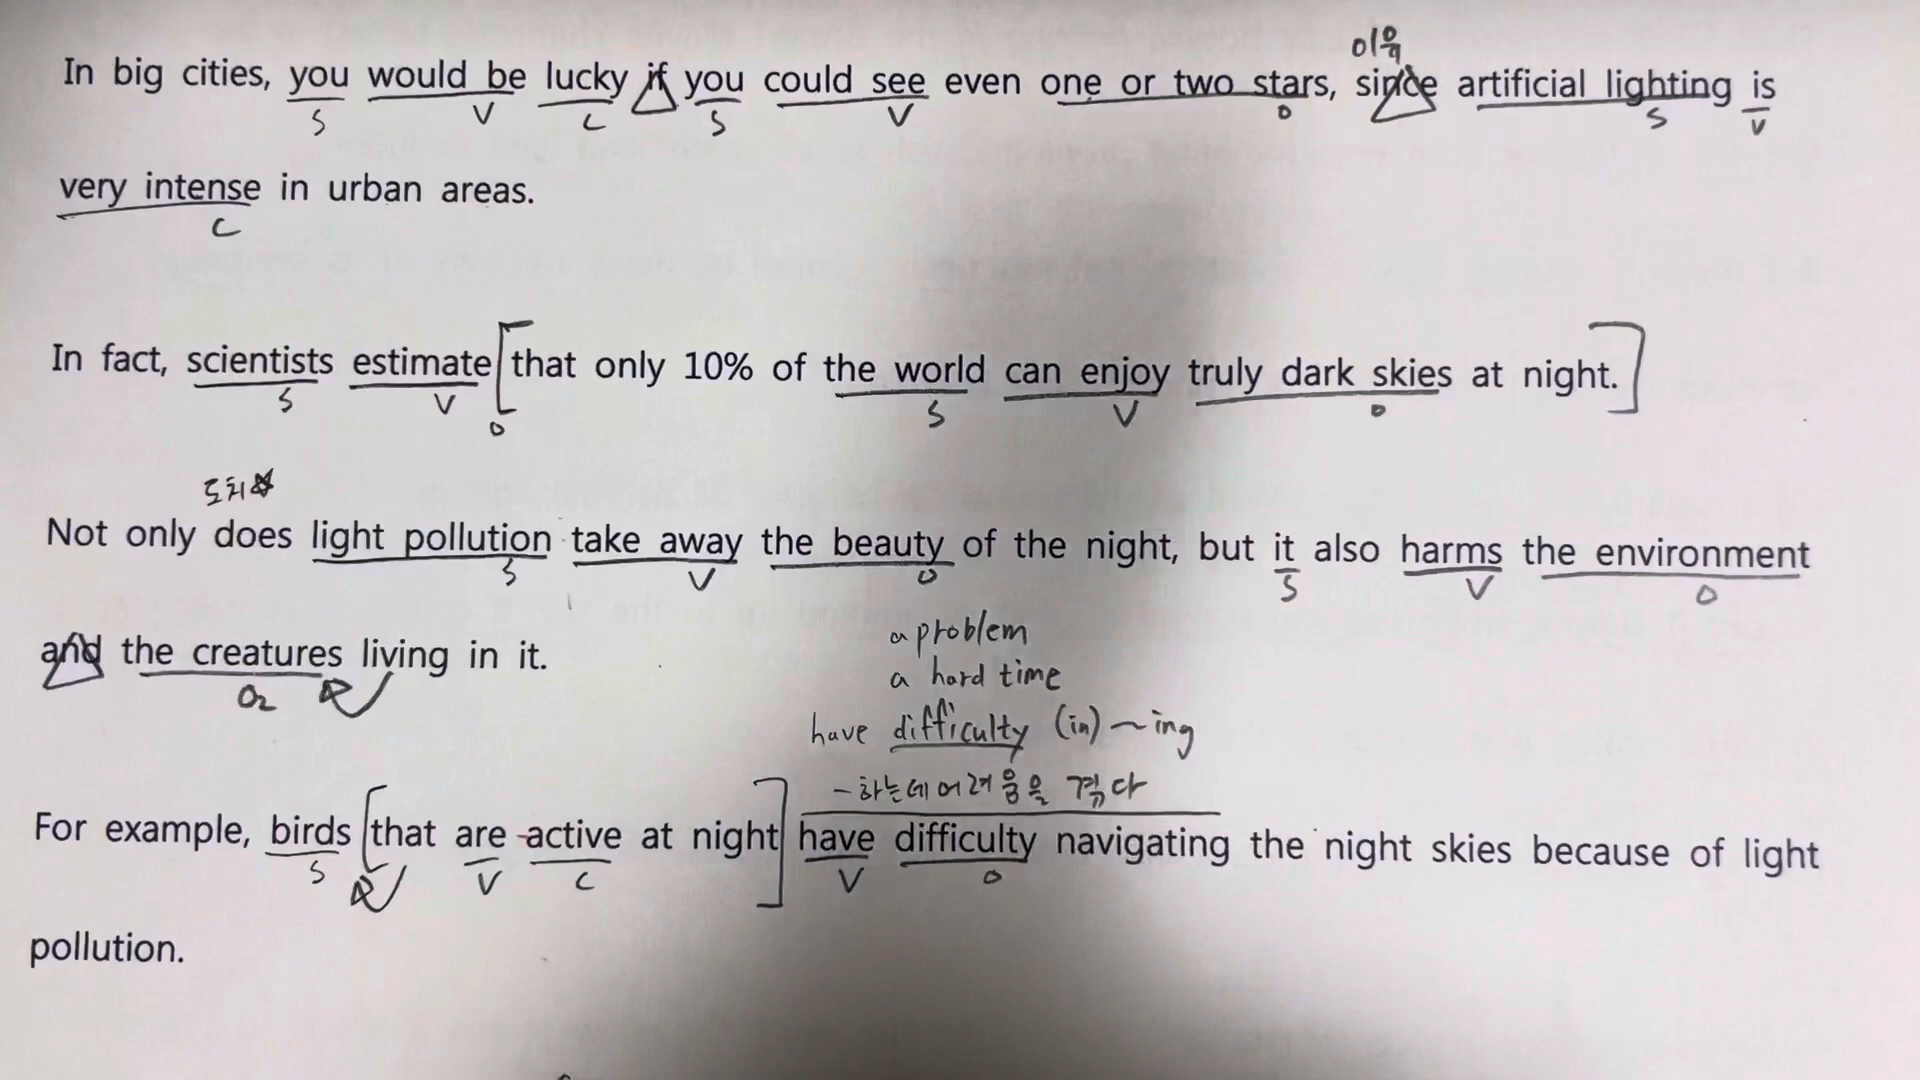 이유
In big cities, you would be lucky if you could see even one or two stars, since artificial lighting is
S V C S V O S V
very intense in urban areas.
C
In fact, scientists estimate [that only 10% of the world can enjoy truly dark skies at night.]
S V O S V O
도치☆
Not only does light pollution take away the beauty of the night, but it also harms the environment
S V O S V O
and the creatures living in it.
O2
a problem
a hard time
have difficulty (in) ~ing
-하는데 어려움을 겪다
For example, birds [that are active at night] have difficulty navigating the night skies because of light
S V C V O
pollution.